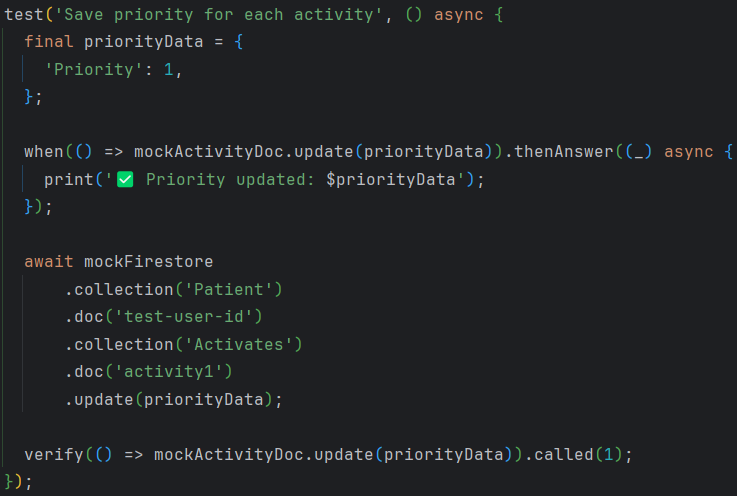 test('Save priority for each activity', () async {
  final priorityData = {
    'Priority': 1,
  };

  when(() => mockActivityDoc.update(priorityData)).thenAnswer((_) async {
    print('✅ Priority updated: $priorityData');
  });

  await mockFirestore
      .collection('Patient')
      .doc('test-user-id')
      .collection('Activates')
      .doc('activity1')
      .update(priorityData);

  verify(() => mockActivityDoc.update(priorityData)).called(1);
});